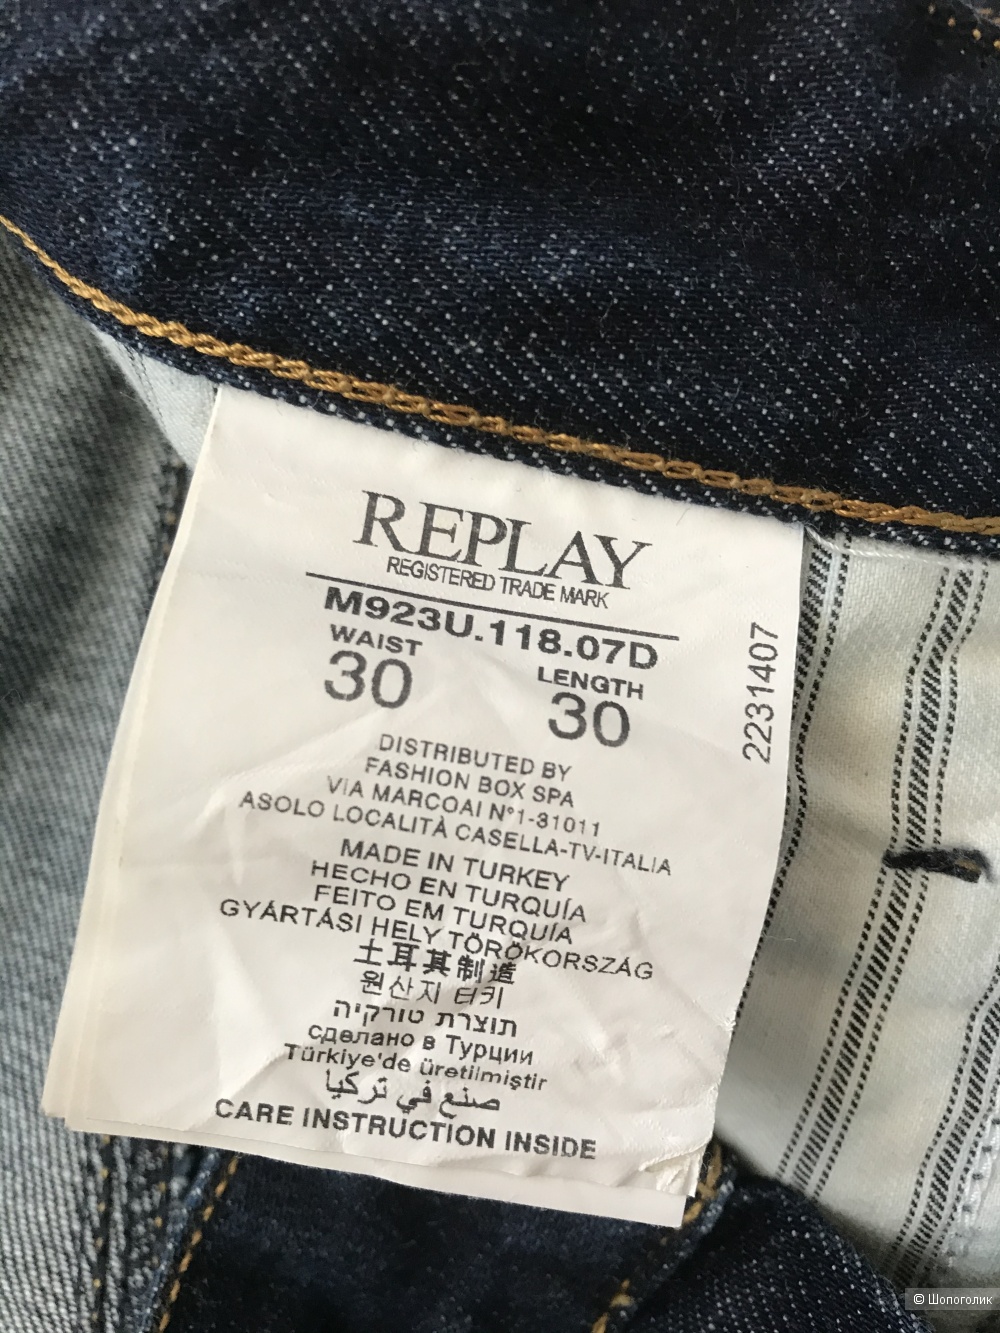 REPLAY
REGISTERED TRADE MARK
M923U.118.07D
WAIST LENGTH
30 30
2231407
DISTRIBUTED BY
FASHION BOX SPA
VIA MARCOAI N°1-31011
ASOLO LOCALITÀ CASELLA-TV-ITALIA
MADE IN TURKEY
HECHO EN TURQUÍA
FEITO EM TURQUÍA
GYÁRTÁSI HELY TÖRÖKORSZÁG
土耳其制造
원산지 터키
תוצרת טורקיה
сделано в Турции
Türkiye'de üretilmiştir
صنع في تركيا
CARE INSTRUCTION INSIDE
© Шопоголик